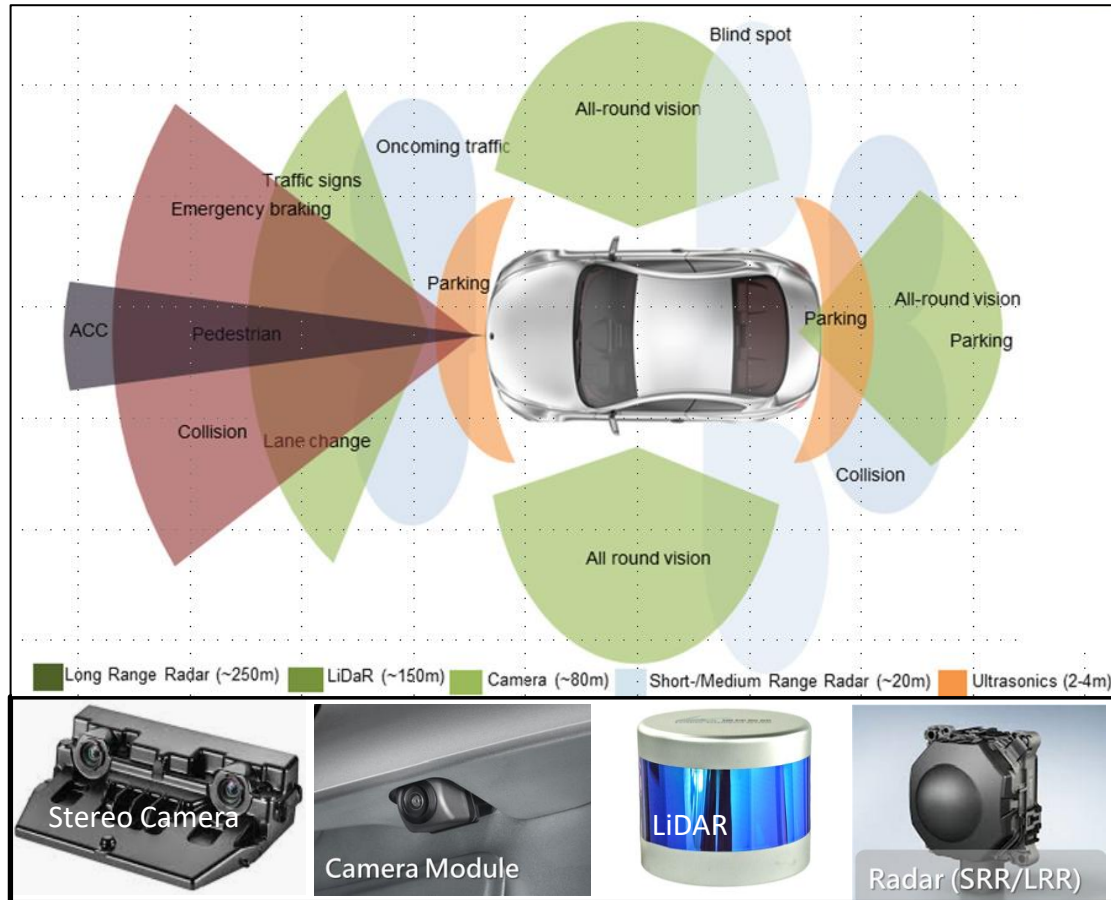 Blind spot
All-round vision
Oncoming traffic
Traffic signs
Emergency braking
Parking
ACC
Pedestrian
Parking
All-round vision
Parking
Collision
Lane change
Collision
All round vision
Long Range Radar (~250m)
LiDaR (~150m)
Camera (~80m)
Short-/Medium Range Radar (~20m)
Ultrasonics (2-4m)
Stereo Camera
Camera Module
LiDAR
Radar (SRR/LRR)